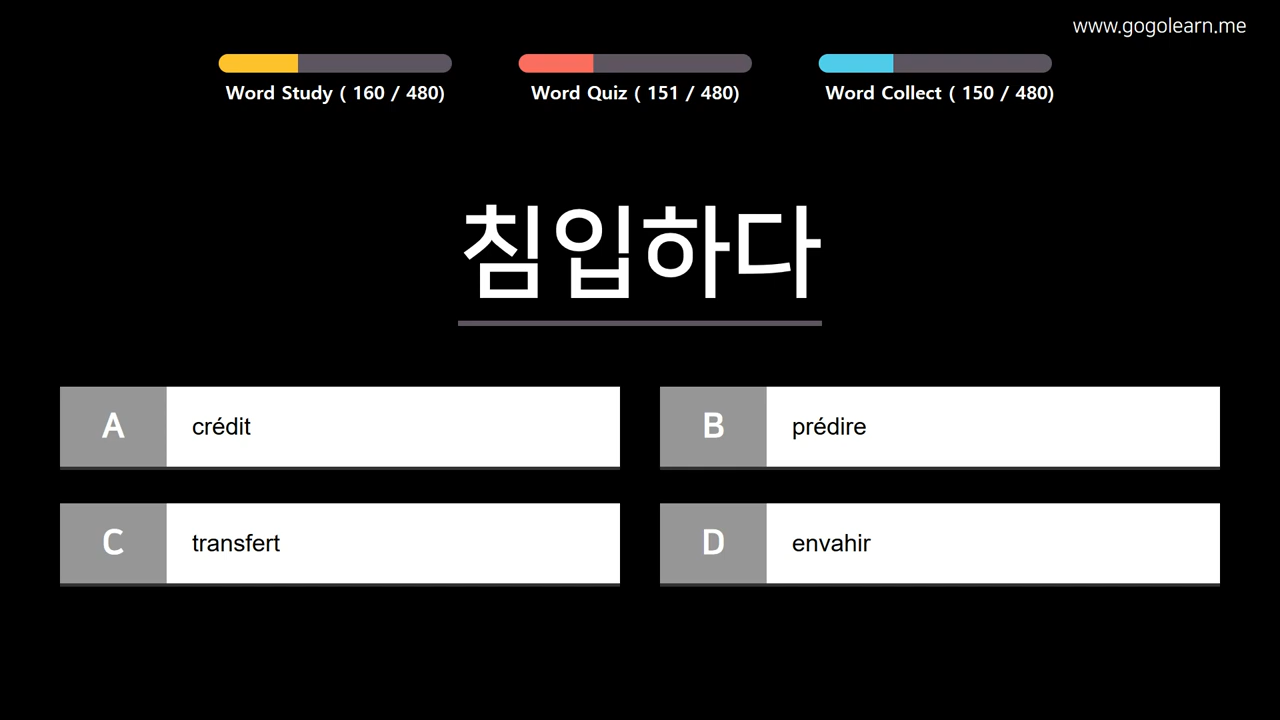 www.gogolearn.me
Word Study ( 160 / 480)
Word Quiz ( 151 / 480)
Word Collect ( 150 / 480)
침입하다
A crédit
B prédire
C transfert
D envahir